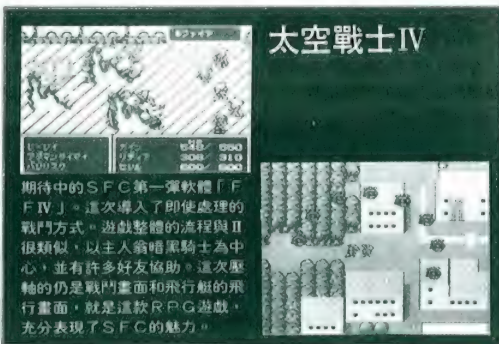 太空戰士IV
期待中的SFC第一彈軟體「F
FIV」。這次導入了即使處理的
戰鬥方式。遊戲整體的流程與II
很類似，以主人翁暗黑騎士為中
心，並有許多好友協助。這次壓
軸的仍是戰鬥畫面和飛行艇的飛
行畫面，就是這款RPG遊戲，
充分表現了SFC的魅力。